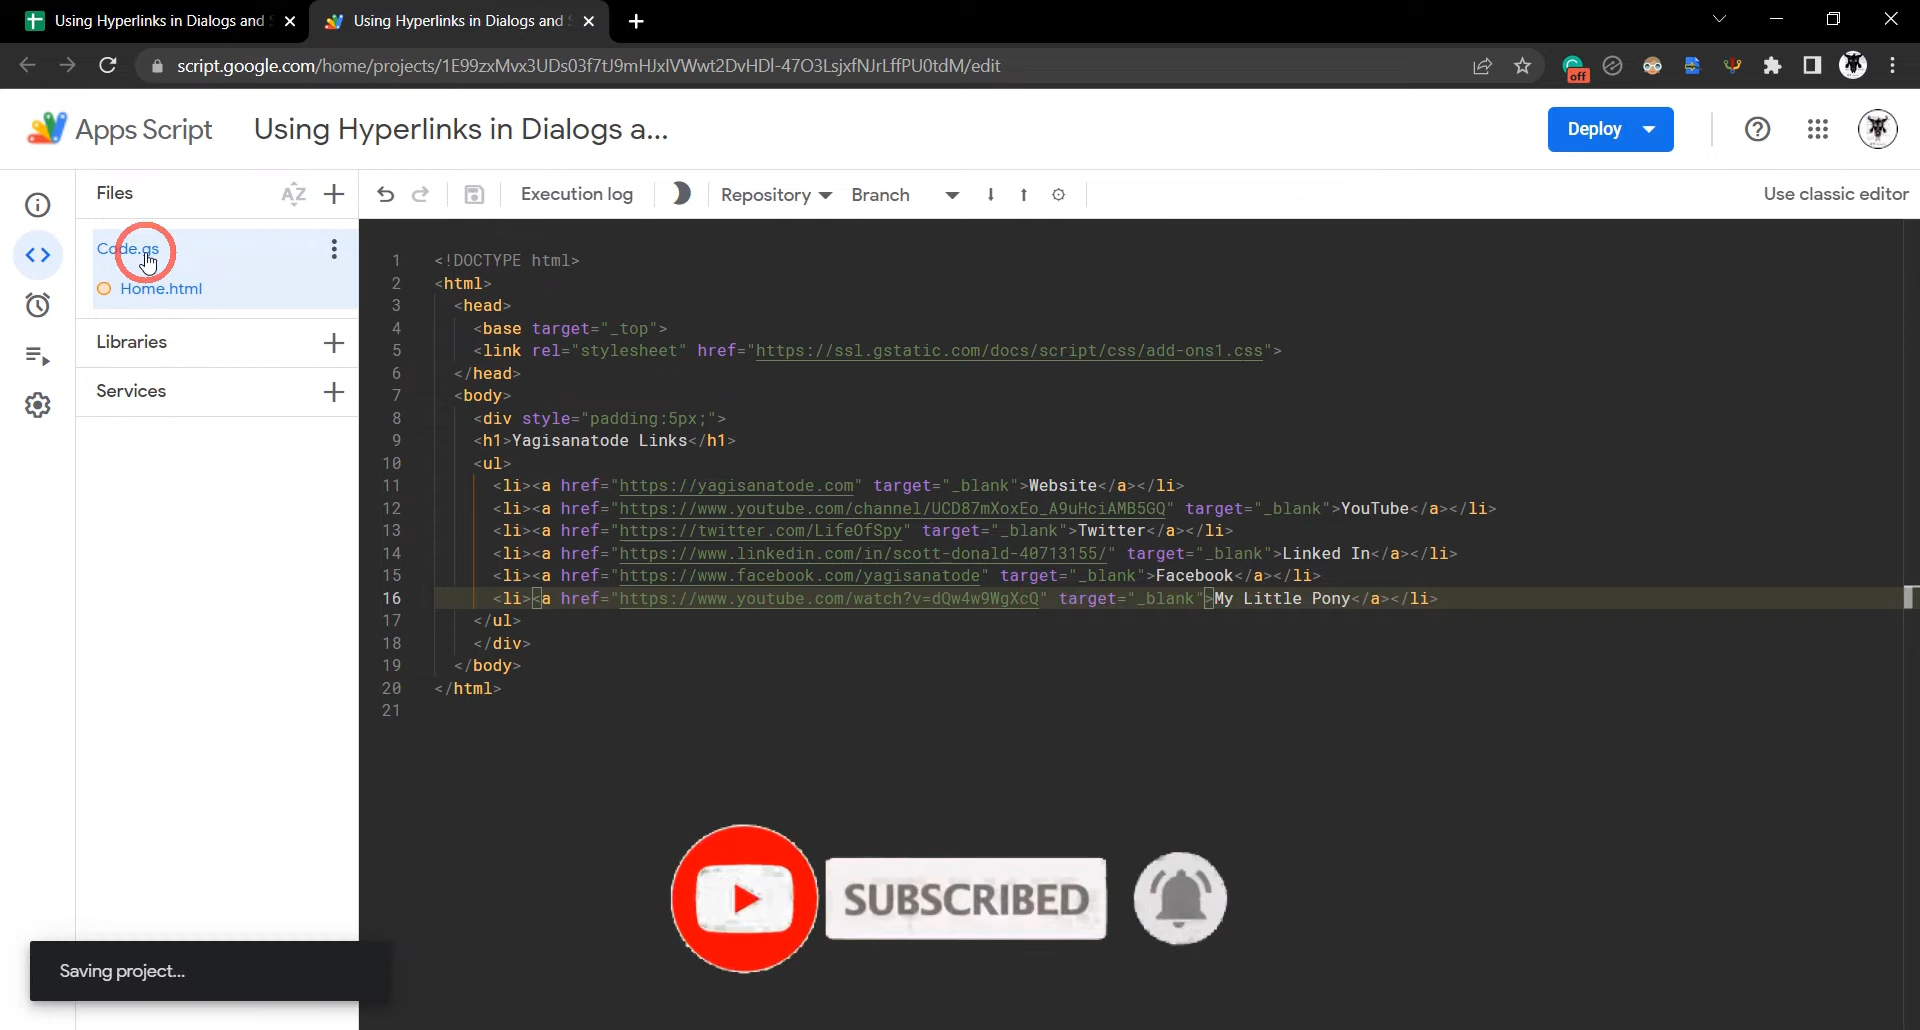 Using Hyperlinks in Dialogs and
Using Hyperlinks in Dialogs and
script.google.com/home/projects/1E99zxMvx3UDs03f7tJ9mHJxlVWwt2DvHDI-47O3LsjxfNJrLffPU0tdM/edit
off
Apps Script
Using Hyperlinks in Dialogs a...
Deploy
Files
Execution log
Repository
Branch
Use classic editor
Code.gs
Home.html
Libraries
Services
1 <!DOCTYPE html>
2 <html>
3 <head>
4 <base target="_top">
5 <link rel="stylesheet" href="https://ssl.gstatic.com/docs/script/css/add-ons1.css">
6 </head>
7 <body>
8 <div style="padding:5px;">
9 <h1>Yagisanatode Links</h1>
10 <ul>
11 <li><a href="https://yagisanatode.com" target="_blank">Website</a></li>
12 <li><a href="https://www.youtube.com/channel/UCD87mXoxEo_A9uHciAMB5GQ" target="_blank">YouTube</a></li>
13 <li><a href="https://twitter.com/LifeOfSpy" target="_blank">Twitter</a></li>
14 <li><a href="https://www.linkedin.com/in/scott-donald-40713155/" target="_blank">Linked In</a></li>
15 <li><a href="https://www.facebook.com/yagisanatode" target="_blank">Facebook</a></li>
16 <li><a href="https://www.youtube.com/watch?v=dQw4w9WgXcQ" target="_blank">My Little Pony</a></li>
17 </ul>
18 </div>
19 </body>
20 </html>
21
SUBSCRIBED
Saving project...